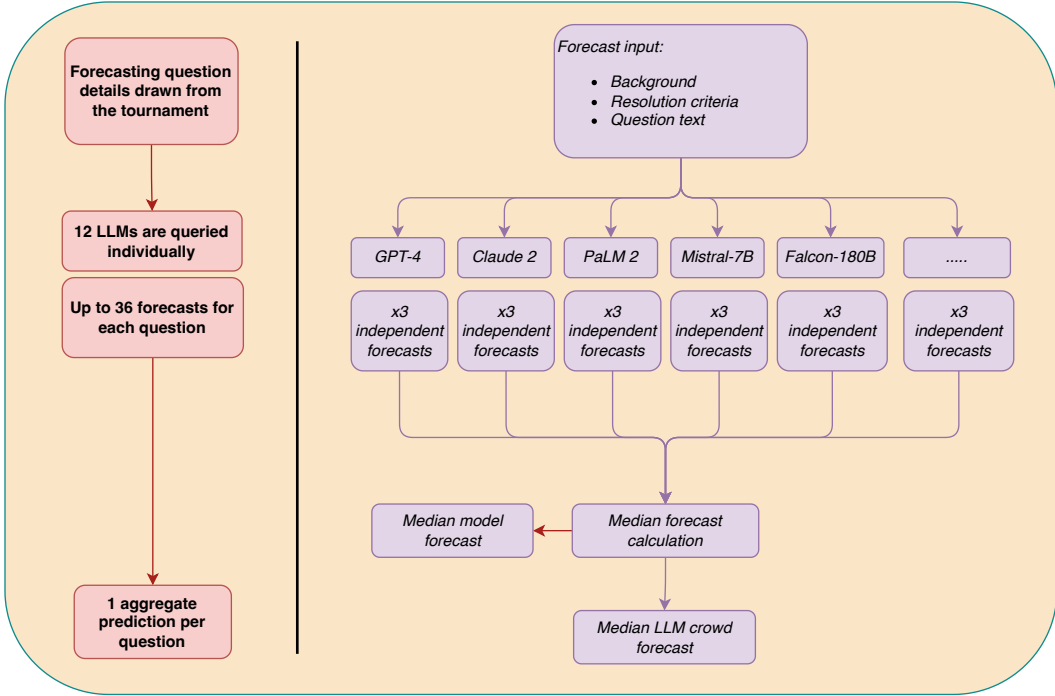 Forecasting question
details drawn from
the tournament
12 LLMs are queried
individually
Up to 36 forecasts for
each question
1 aggregate
prediction per
question
Forecast input:
• Background
• Resolution criteria
• Question text
GPT-4
Claude 2
PaLM 2
Mistral-7B
Falcon-180B
.....
x3
independent
forecasts
x3
independent
forecasts
x3
independent
forecasts
x3
independent
forecasts
x3
independent
forecasts
x3
independent
forecasts
Median model
forecast
Median forecast
calculation
Median LLM crowd
forecast